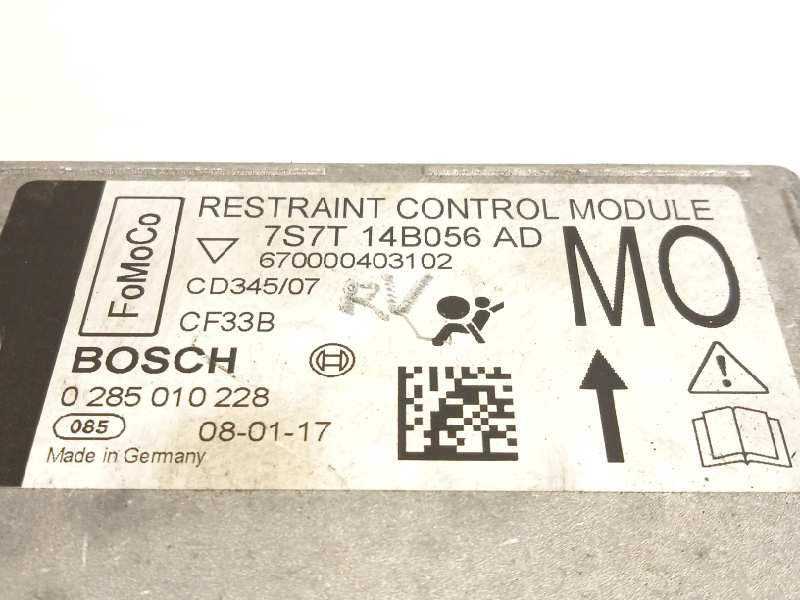 FoMoCo
RESTRAINT CONTROL MODULE
7S7T 14B056 AD
670000403102
MO
CD345/07
RV
CF33B
BOSCH
0 285 010 228
085
08-01-17
Made in Germany